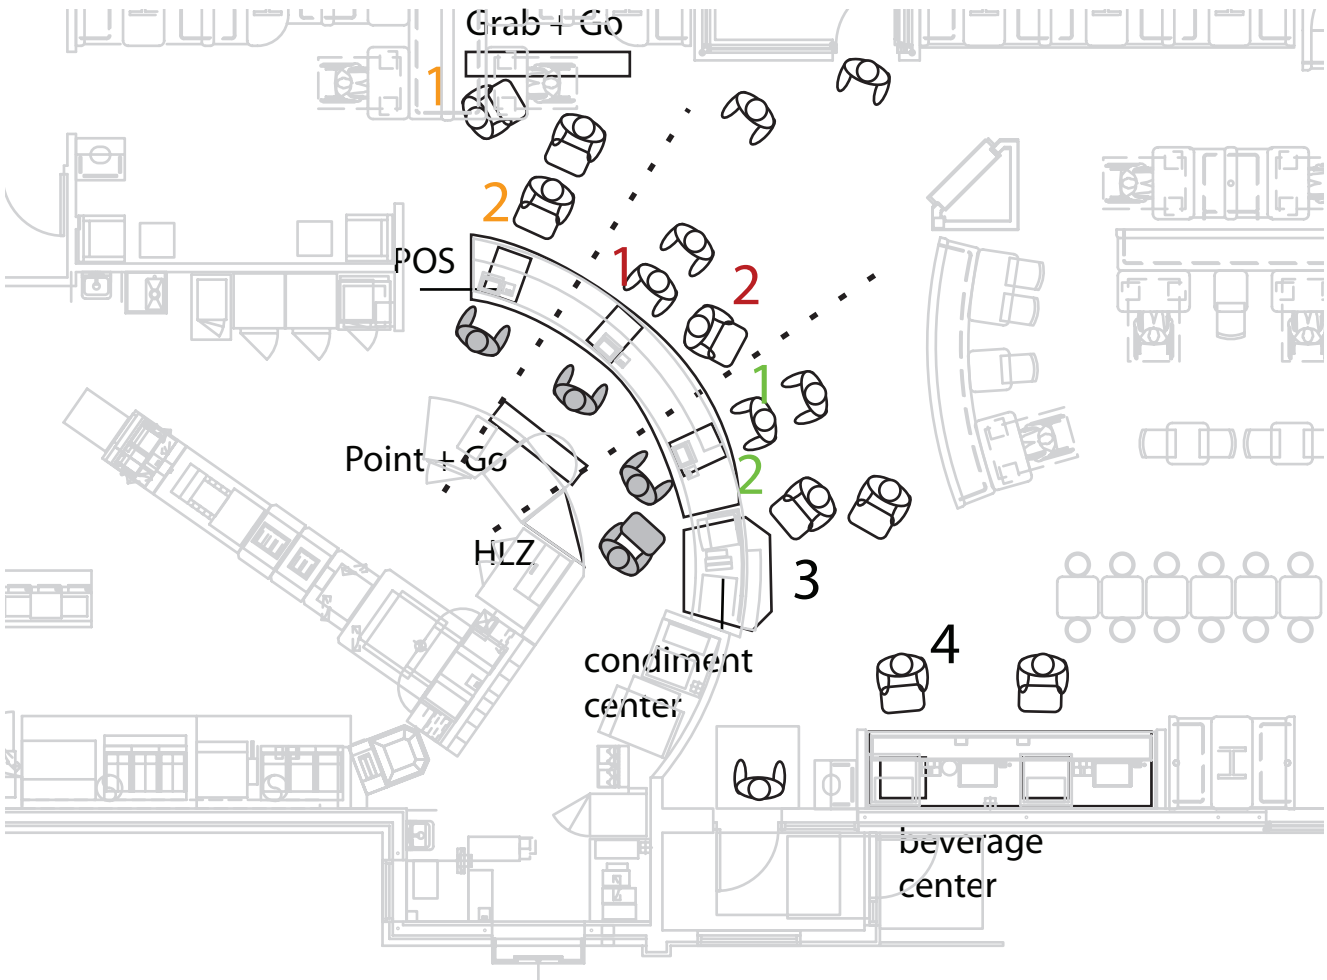 Grab + Go
1
2
POS
1
2
1
Point + Go
2
HLZ
3
condiment
center
4
beverage
center